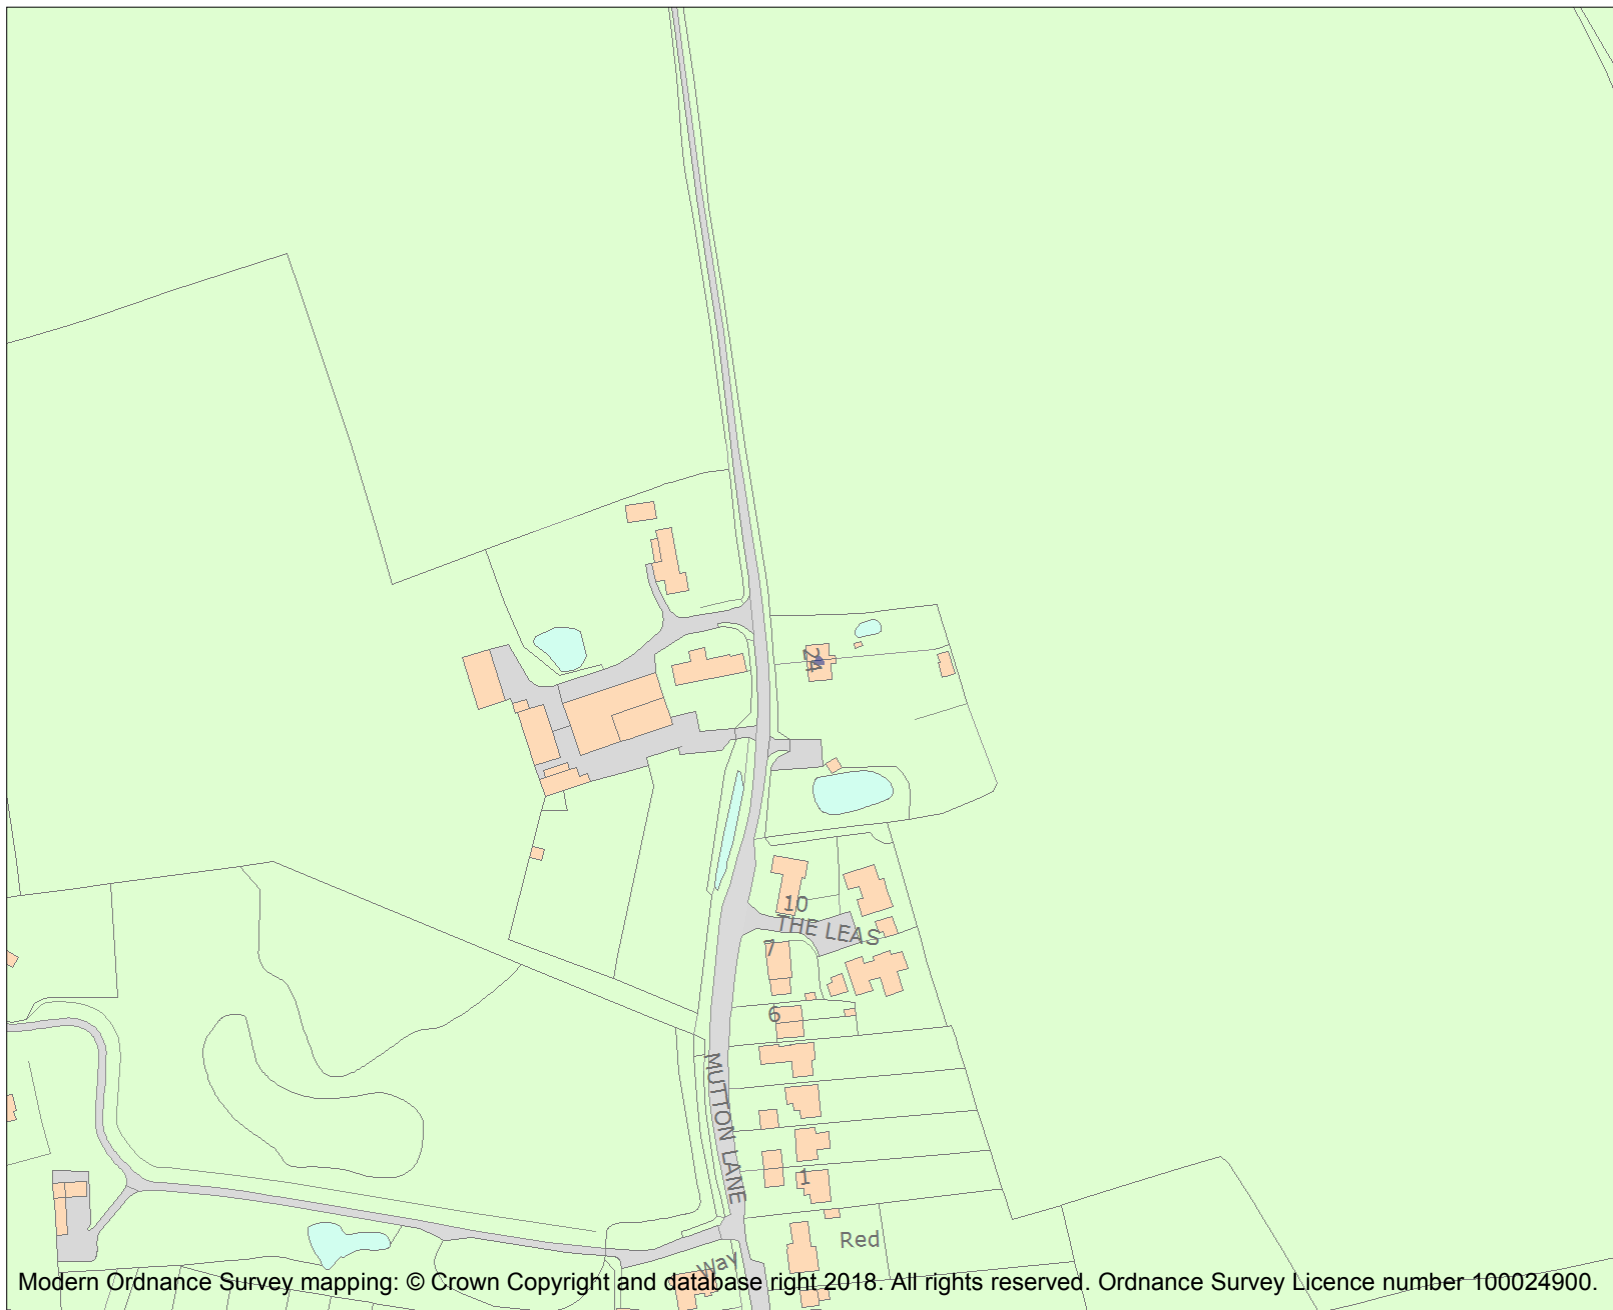 24
10
THE LEAS
7
6
MUTTON LANE
1
Red
Way
Modern Ordnance Survey mapping: © Crown Copyright and database right 2018. All rights reserved. Ordnance Survey Licence number 100024900.